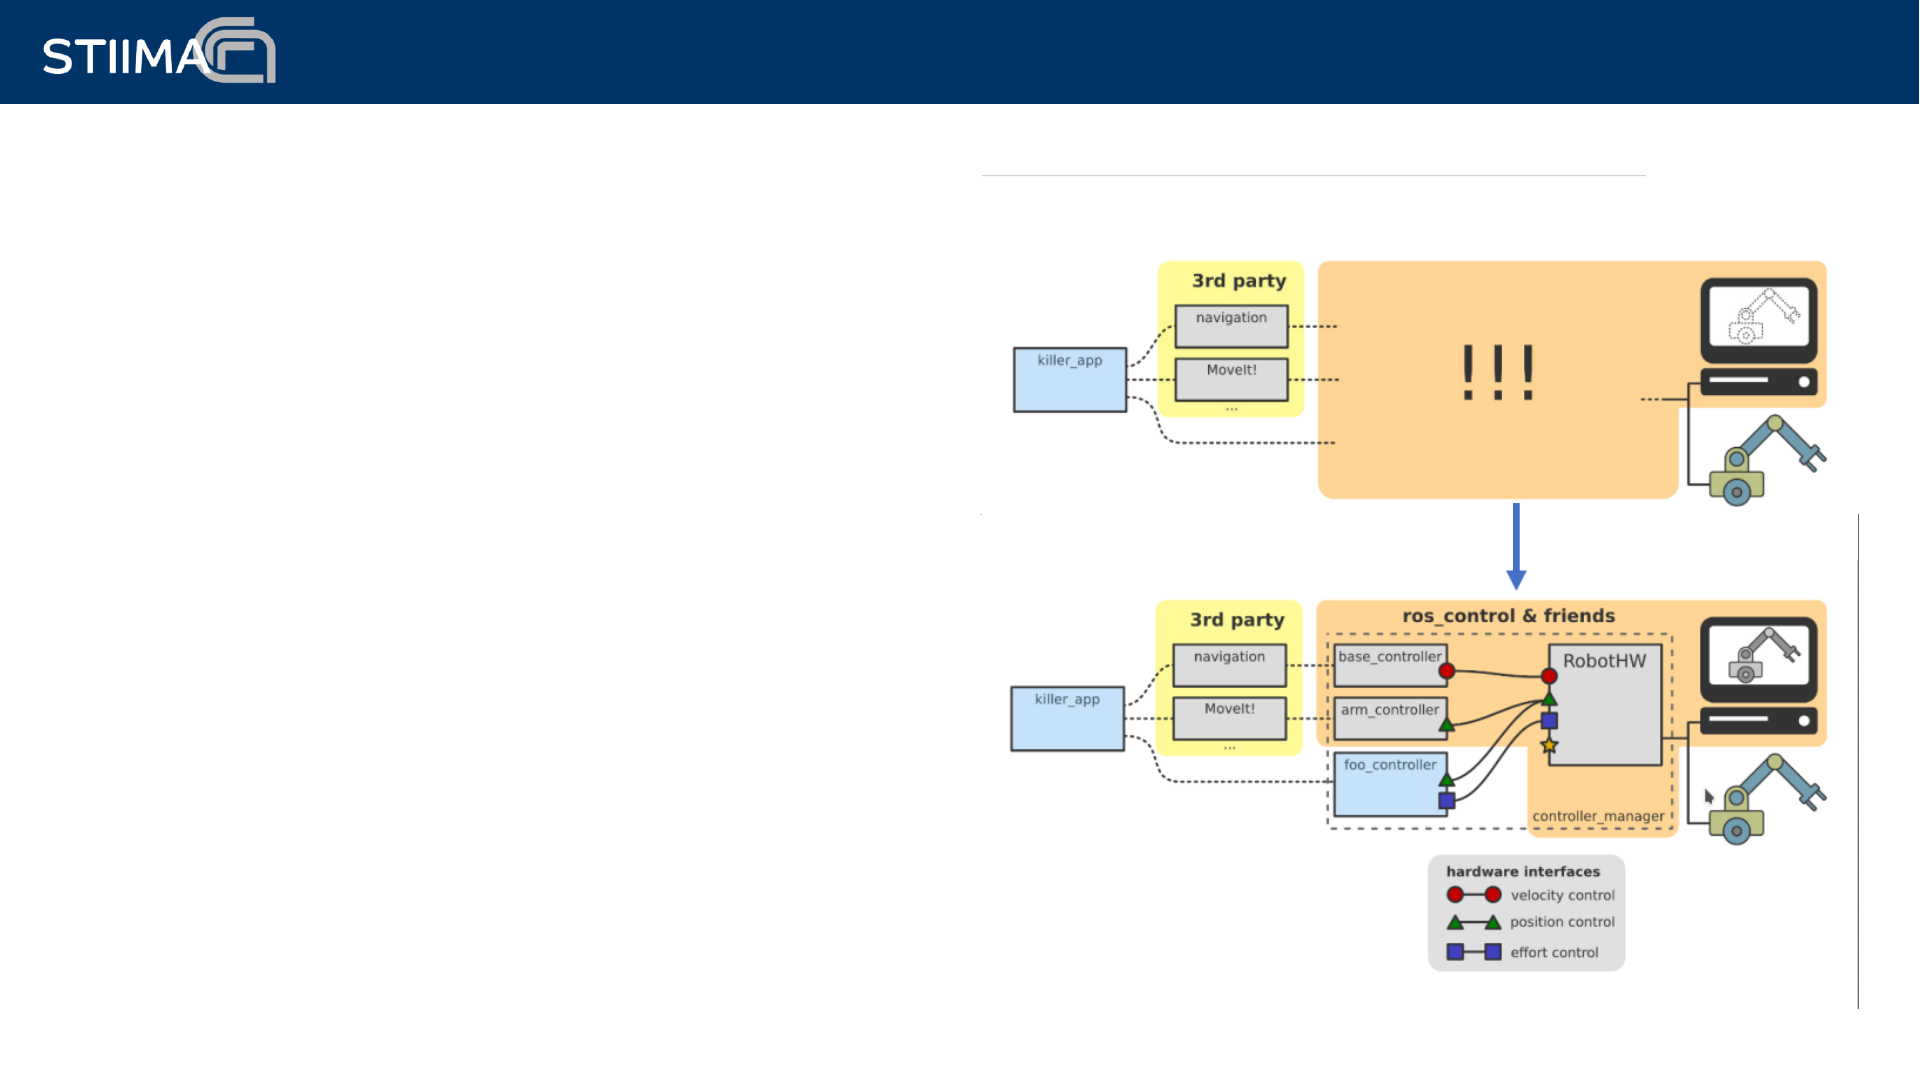 STIIMA
3rd party
navigation
killer_app
MoveIt!
...
!!!
3rd party
ros_control & friends
navigation
base_controller
RobotHW
killer_app
MoveIt!
arm_controller
...
foo_controller
controller_manager
hardware interfaces
velocity control
position control
effort control